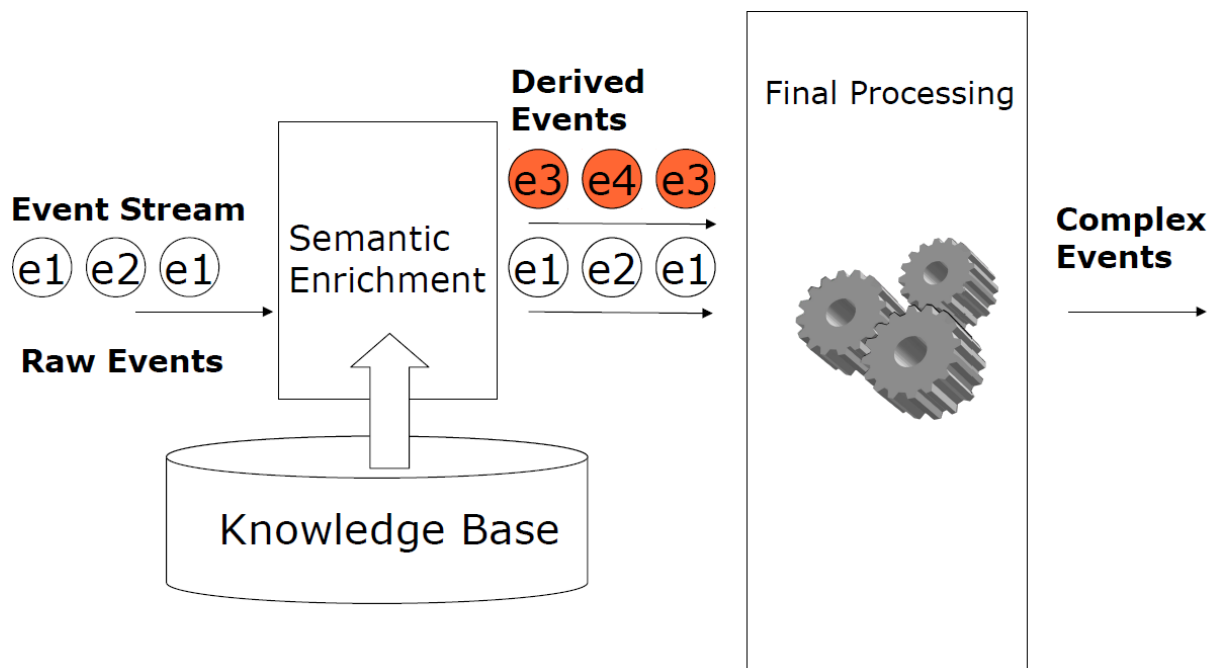 Event Stream
e1 e2 e1
Raw Events
Semantic
Enrichment
Knowledge Base
Derived
Events
e3 e4 e3
e1 e2 e1
Final Processing
Complex
Events